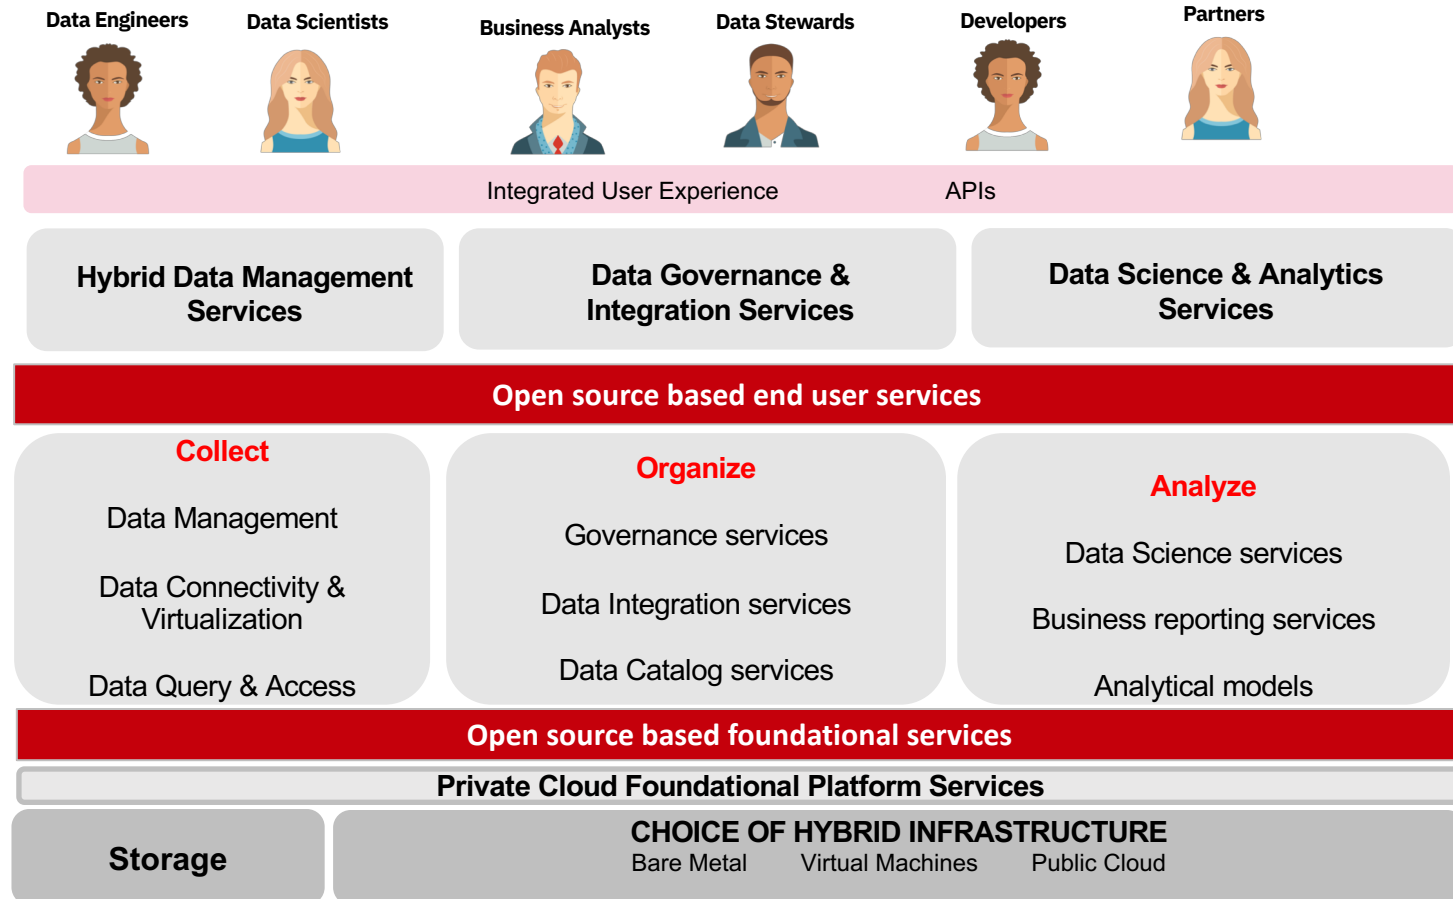 Data Engineers
Data Scientists
Business Analysts
Data Stewards
Developers
Partners
Integrated User Experience
APIs
Hybrid Data Management
Services
Data Governance &
Integration Services
Data Science & Analytics
Services
Open source based end user services
Collect
Data Management
Data Connectivity &
Virtualization
Data Query & Access
Organize
Governance services
Data Integration services
Data Catalog services
Analyze
Data Science services
Business reporting services
Analytical models
Open source based foundational services
Private Cloud Foundational Platform Services
Storage
CHOICE OF HYBRID INFRASTRUCTURE
Bare Metal
Virtual Machines
Public Cloud